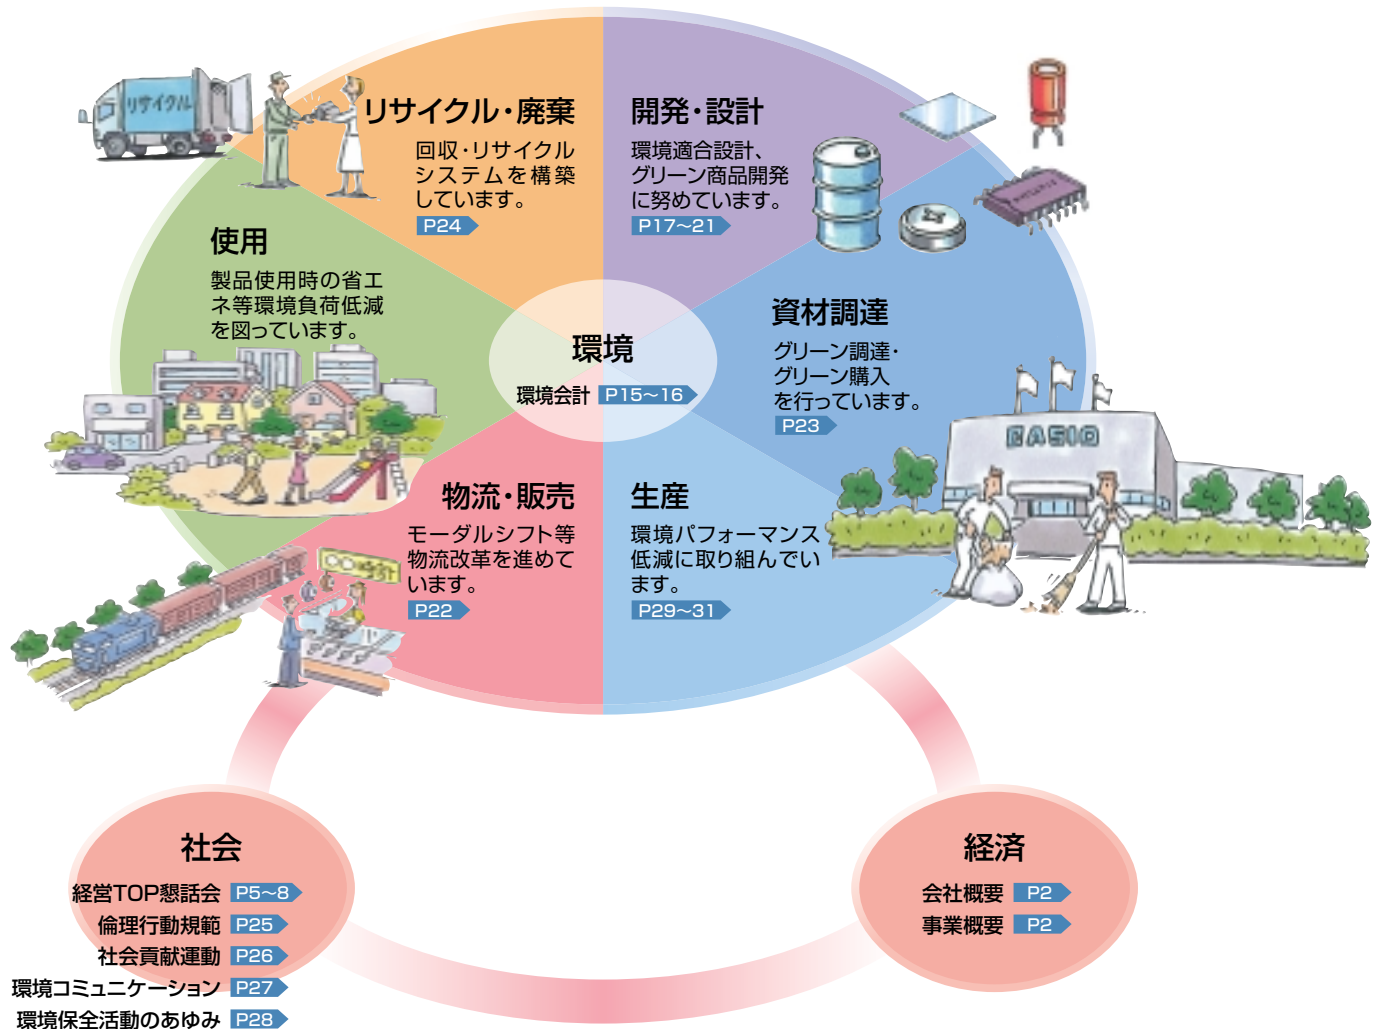 リサイクル
リサイクル・廃棄
回収・リサイクル
システムを構築
しています。
P24
開発・設計
環境適合設計、
グリーン商品開発
に努めています。
P17〜21
使用
製品使用時の省エ
ネ等環境負荷低減
を図っています。
資材調達
グリーン調達・
グリーン購入
を行っています。
P23
環境
環境会計 P15〜16
CASIO
物流・販売
モーダルシフト等
物流改革を進めて
います。
P22
〇〇時計
生産
環境パフォーマンス
低減に取り組んでい
ます。
P29〜31
社会
経営TOP懇話会 P5〜8
倫理行動規範 P25
社会貢献運動 P26
環境コミュニケーション P27
環境保全活動のあゆみ P28
経済
会社概要 P2
事業概要 P2